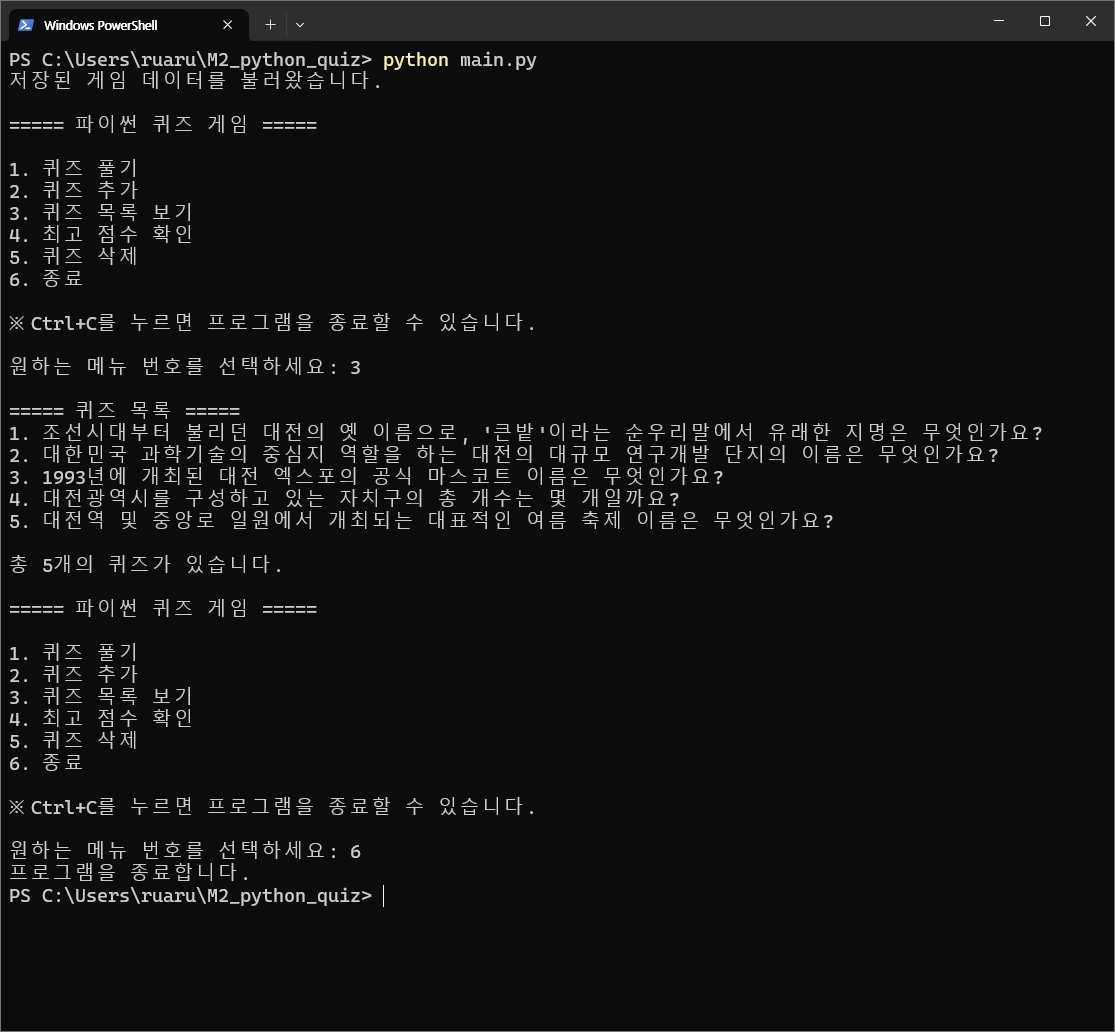 Windows PowerShell
PS C:\Users\ruaru\M2_python_quiz> python main.py
저장된 게임 데이터를 불러왔습니다.
===== 파이썬 퀴즈 게임 =====
1. 퀴즈 풀기
2. 퀴즈 추가
3. 퀴즈 목록 보기
4. 최고 점수 확인
5. 퀴즈 삭제
6. 종료
※ Ctrl+C를 누르면 프로그램을 종료할 수 있습니다.
원하는 메뉴 번호를 선택하세요: 3
===== 퀴즈 목록 =====
1. 조선시대부터 불리던 대전의 옛 이름으로, '큰밭'이라는 순우리말에서 유래한 지명은 무엇인가요?
2. 대한민국 과학기술의 중심지 역할을 하는 대전의 대규모 연구개발 단지의 이름은 무엇인가요?
3. 1993년에 개최된 대전 엑스포의 공식 마스코트 이름은 무엇인가요?
4. 대전광역시를 구성하고 있는 자치구의 총 개수는 몇 개일까요?
5. 대전역 및 중앙로 일원에서 개최되는 대표적인 여름 축제 이름은 무엇인가요?
총 5개의 퀴즈가 있습니다.
===== 파이썬 퀴즈 게임 =====
1. 퀴즈 풀기
2. 퀴즈 추가
3. 퀴즈 목록 보기
4. 최고 점수 확인
5. 퀴즈 삭제
6. 종료
※ Ctrl+C를 누르면 프로그램을 종료할 수 있습니다.
원하는 메뉴 번호를 선택하세요: 6
프로그램을 종료합니다.
PS C:\Users\ruaru\M2_python_quiz>